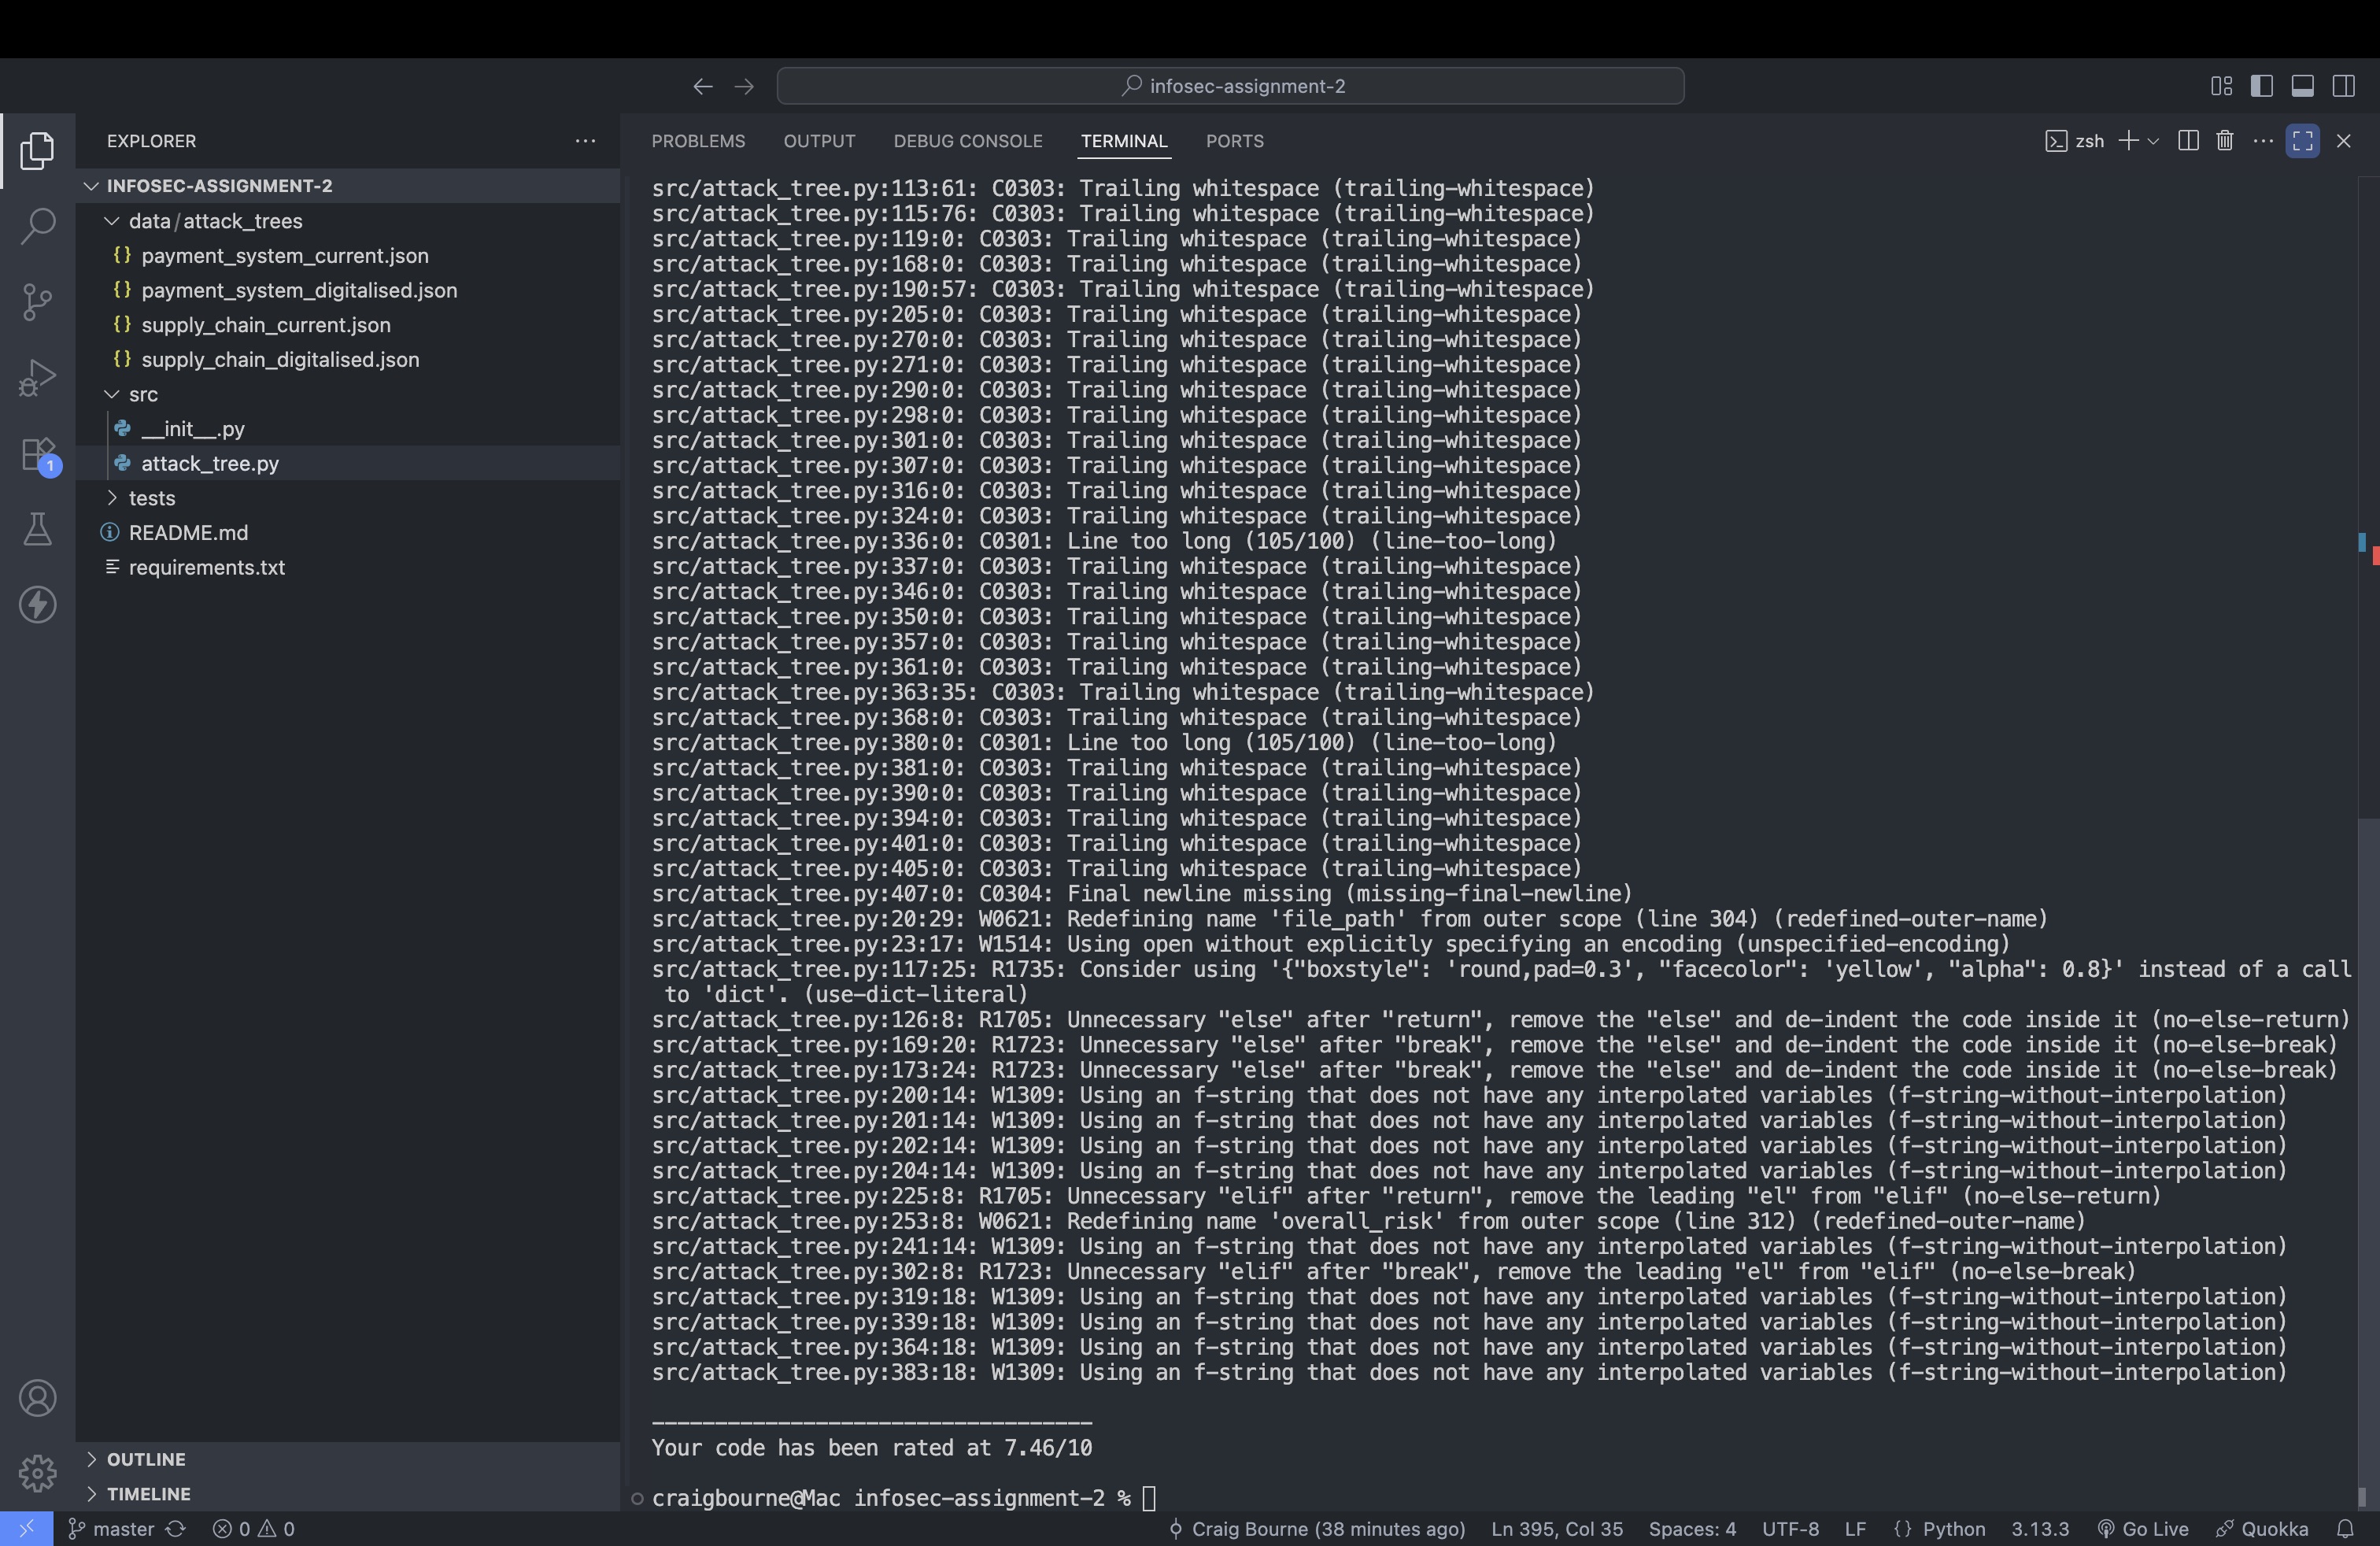 infosec-assignment-2
EXPLORER
INFOSEC-ASSIGNMENT-2
data/attack_trees
payment_system_current.json
payment_system_digitalised.json
supply_chain_current.json
supply_chain_digitalised.json
src
__init__.py
attack_tree.py
tests
README.md
requirements.txt
1
OUTLINE
TIMELINE
PROBLEMS OUTPUT DEBUG CONSOLE TERMINAL PORTS
zsh
src/attack_tree.py:113:61: C0303: Trailing whitespace (trailing-whitespace)
src/attack_tree.py:115:76: C0303: Trailing whitespace (trailing-whitespace)
src/attack_tree.py:119:0: C0303: Trailing whitespace (trailing-whitespace)
src/attack_tree.py:168:0: C0303: Trailing whitespace (trailing-whitespace)
src/attack_tree.py:190:57: C0303: Trailing whitespace (trailing-whitespace)
src/attack_tree.py:205:0: C0303: Trailing whitespace (trailing-whitespace)
src/attack_tree.py:270:0: C0303: Trailing whitespace (trailing-whitespace)
src/attack_tree.py:271:0: C0303: Trailing whitespace (trailing-whitespace)
src/attack_tree.py:290:0: C0303: Trailing whitespace (trailing-whitespace)
src/attack_tree.py:298:0: C0303: Trailing whitespace (trailing-whitespace)
src/attack_tree.py:301:0: C0303: Trailing whitespace (trailing-whitespace)
src/attack_tree.py:307:0: C0303: Trailing whitespace (trailing-whitespace)
src/attack_tree.py:316:0: C0303: Trailing whitespace (trailing-whitespace)
src/attack_tree.py:324:0: C0303: Trailing whitespace (trailing-whitespace)
src/attack_tree.py:336:0: C0301: Line too long (105/100) (line-too-long)
src/attack_tree.py:337:0: C0303: Trailing whitespace (trailing-whitespace)
src/attack_tree.py:346:0: C0303: Trailing whitespace (trailing-whitespace)
src/attack_tree.py:350:0: C0303: Trailing whitespace (trailing-whitespace)
src/attack_tree.py:357:0: C0303: Trailing whitespace (trailing-whitespace)
src/attack_tree.py:361:0: C0303: Trailing whitespace (trailing-whitespace)
src/attack_tree.py:363:35: C0303: Trailing whitespace (trailing-whitespace)
src/attack_tree.py:368:0: C0303: Trailing whitespace (trailing-whitespace)
src/attack_tree.py:380:0: C0301: Line too long (105/100) (line-too-long)
src/attack_tree.py:381:0: C0303: Trailing whitespace (trailing-whitespace)
src/attack_tree.py:390:0: C0303: Trailing whitespace (trailing-whitespace)
src/attack_tree.py:394:0: C0303: Trailing whitespace (trailing-whitespace)
src/attack_tree.py:401:0: C0303: Trailing whitespace (trailing-whitespace)
src/attack_tree.py:405:0: C0303: Trailing whitespace (trailing-whitespace)
src/attack_tree.py:407:0: C0304: Final newline missing (missing-final-newline)
src/attack_tree.py:20:29: W0621: Redefining name 'file_path' from outer scope (line 304) (redefined-outer-name)
src/attack_tree.py:23:17: W1514: Using open without explicitly specifying an encoding (unspecified-encoding)
src/attack_tree.py:117:25: R1735: Consider using '{"boxstyle": 'round,pad=0.3', "facecolor": 'yellow', "alpha": 0.8}' instead of a call
to 'dict'. (use-dict-literal)
src/attack_tree.py:126:8: R1705: Unnecessary "else" after "return", remove the "else" and de-indent the code inside it (no-else-return)
src/attack_tree.py:169:20: R1723: Unnecessary "else" after "break", remove the "else" and de-indent the code inside it (no-else-break)
src/attack_tree.py:173:24: R1723: Unnecessary "else" after "break", remove the "else" and de-indent the code inside it (no-else-break)
src/attack_tree.py:200:14: W1309: Using an f-string that does not have any interpolated variables (f-string-without-interpolation)
src/attack_tree.py:201:14: W1309: Using an f-string that does not have any interpolated variables (f-string-without-interpolation)
src/attack_tree.py:202:14: W1309: Using an f-string that does not have any interpolated variables (f-string-without-interpolation)
src/attack_tree.py:204:14: W1309: Using an f-string that does not have any interpolated variables (f-string-without-interpolation)
src/attack_tree.py:225:8: R1705: Unnecessary "elif" after "return", remove the leading "el" from "elif" (no-else-return)
src/attack_tree.py:253:8: W0621: Redefining name 'overall_risk' from outer scope (line 312) (redefined-outer-name)
src/attack_tree.py:241:14: W1309: Using an f-string that does not have any interpolated variables (f-string-without-interpolation)
src/attack_tree.py:302:8: R1723: Unnecessary "elif" after "break", remove the leading "el" from "elif" (no-else-break)
src/attack_tree.py:319:18: W1309: Using an f-string that does not have any interpolated variables (f-string-without-interpolation)
src/attack_tree.py:339:18: W1309: Using an f-string that does not have any interpolated variables (f-string-without-interpolation)
src/attack_tree.py:364:18: W1309: Using an f-string that does not have any interpolated variables (f-string-without-interpolation)
src/attack_tree.py:383:18: W1309: Using an f-string that does not have any interpolated variables (f-string-without-interpolation)
-----------------------------------
Your code has been rated at 7.46/10
craigbourne@Mac infosec-assignment-2 %
master 0 0 Craig Bourne (38 minutes ago) Ln 395, Col 35 Spaces: 4 UTF-8 LF {} Python 3.13.3 Go Live Quokka